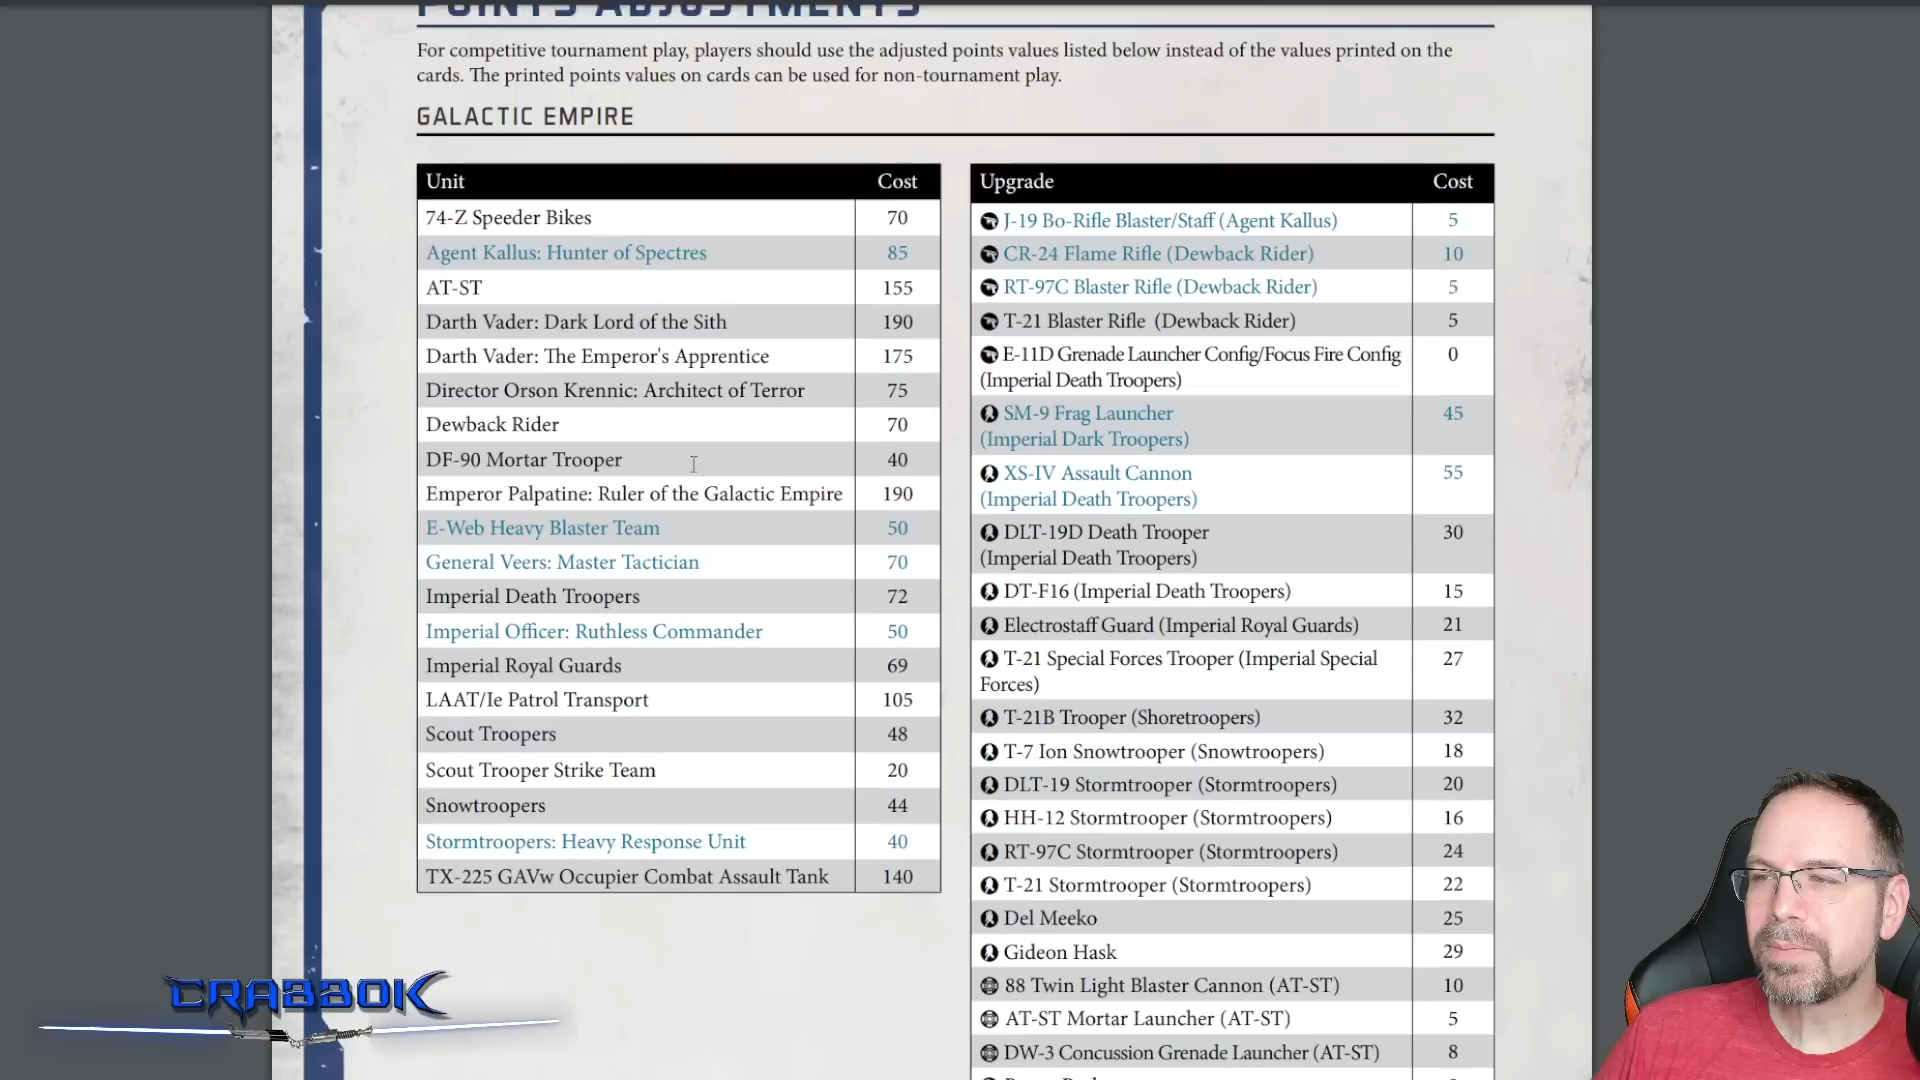 POINTS ADJUSTMENTS
For competitive tournament play, players should use the adjusted points values listed below instead of the values printed on the
cards. The printed points values on cards can be used for non-tournament play.
GALACTIC EMPIRE
Unit Cost
74-Z Speeder Bikes 70
Agent Kallus: Hunter of Spectres 85
AT-ST 155
Darth Vader: Dark Lord of the Sith 190
Darth Vader: The Emperor's Apprentice 175
Director Orson Krennic: Architect of Terror 75
Dewback Rider 70
DF-90 Mortar Trooper 40
Emperor Palpatine: Ruler of the Galactic Empire 190
E-Web Heavy Blaster Team 50
General Veers: Master Tactician 70
Imperial Death Troopers 72
Imperial Officer: Ruthless Commander 50
Imperial Royal Guards 69
LAAT/Ie Patrol Transport 105
Scout Troopers 48
Scout Trooper Strike Team 20
Snowtroopers 44
Stormtroopers: Heavy Response Unit 40
TX-225 GAVw Occupier Combat Assault Tank 140
Upgrade Cost
J-19 Bo-Rifle Blaster/Staff (Agent Kallus) 5
CR-24 Flame Rifle (Dewback Rider) 10
RT-97C Blaster Rifle (Dewback Rider) 5
T-21 Blaster Rifle (Dewback Rider) 5
E-11D Grenade Launcher Config/Focus Fire Config 0
(Imperial Death Troopers)
SM-9 Frag Launcher 45
(Imperial Dark Troopers)
XS-IV Assault Cannon 55
(Imperial Death Troopers)
DLT-19D Death Trooper 30
(Imperial Death Troopers)
DT-F16 (Imperial Death Troopers) 15
Electrostaff Guard (Imperial Royal Guards) 21
T-21 Special Forces Trooper (Imperial Special 27
Forces)
T-21B Trooper (Shoretroopers) 32
T-7 Ion Snowtrooper (Snowtroopers) 18
DLT-19 Stormtrooper (Stormtroopers) 20
HH-12 Stormtrooper (Stormtroopers) 16
RT-97C Stormtrooper (Stormtroopers) 24
T-21 Stormtrooper (Stormtroopers) 22
Del Meeko 25
Gideon Hask 29
88 Twin Light Blaster Cannon (AT-ST) 10
AT-ST Mortar Launcher (AT-ST) 5
DW-3 Concussion Grenade Launcher (AT-ST) 8
CRABBOK